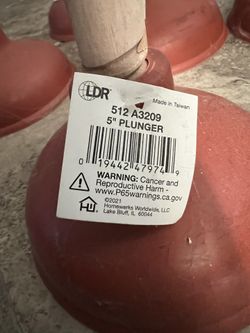 LDR
Made in Taiwan
512 A3209
5" PLUNGER
0 19442 47974 9
WARNING: Cancer and
Reproductive Harm -
www.P65warnings.ca.gov
©2021
Homewerks Worldwide, LLC
Lake Bluff, IL 60044